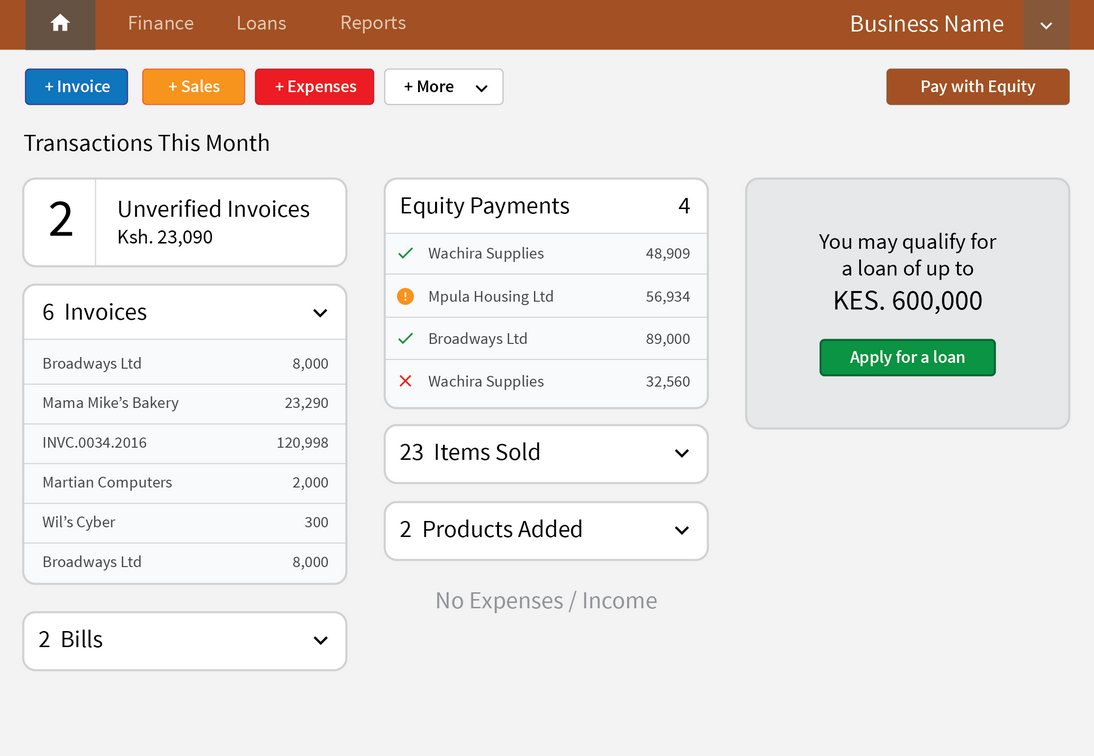 Finance Loans Reports Business Name
+ Invoice + Sales + Expenses + More Pay with Equity
Transactions This Month
2
Unverified Invoices
Ksh. 23,090
6 Invoices
Broadways Ltd 8,000
Mama Mike’s Bakery 23,290
INVC.0034.2016 120,998
Martian Computers 2,000
Wil’s Cyber 300
Broadways Ltd 8,000
2 Bills
Equity Payments 4
Wachira Supplies 48,909
Mpula Housing Ltd 56,934
Broadways Ltd 89,000
Wachira Supplies 32,560
23 Items Sold
2 Products Added
No Expenses / Income
You may qualify for
a loan of up to
KES. 600,000
Apply for a loan